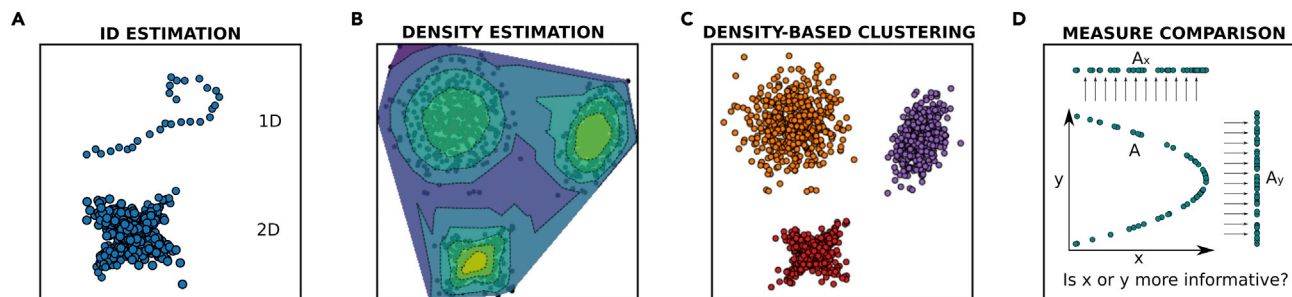 A
ID ESTIMATION
1D
2D
B
DENSITY ESTIMATION
C
DENSITY-BASED CLUSTERING
D
MEASURE COMPARISON
Ax
A
y
Ay
x
Is x or y more informative?